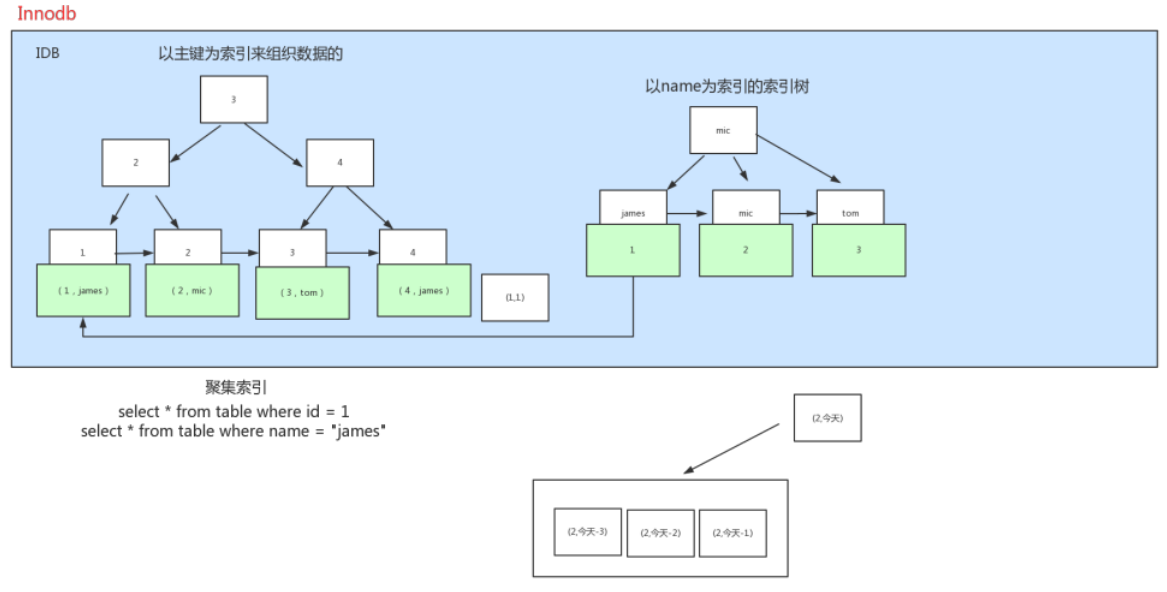 Innodb
IDB
以主键为索引来组织数据的
3
2
4
1
2
3
4
(1, james)
(2, mic)
(3, tom)
(4, james)
(1,1)
以name为索引的索引树
mic
james
mic
tom
1
2
3
聚集索引
select * from table where id = 1
select * from table where name = "james"
(2,今天)
(2,今天-3)
(2,今天-2)
(2,今天-1)